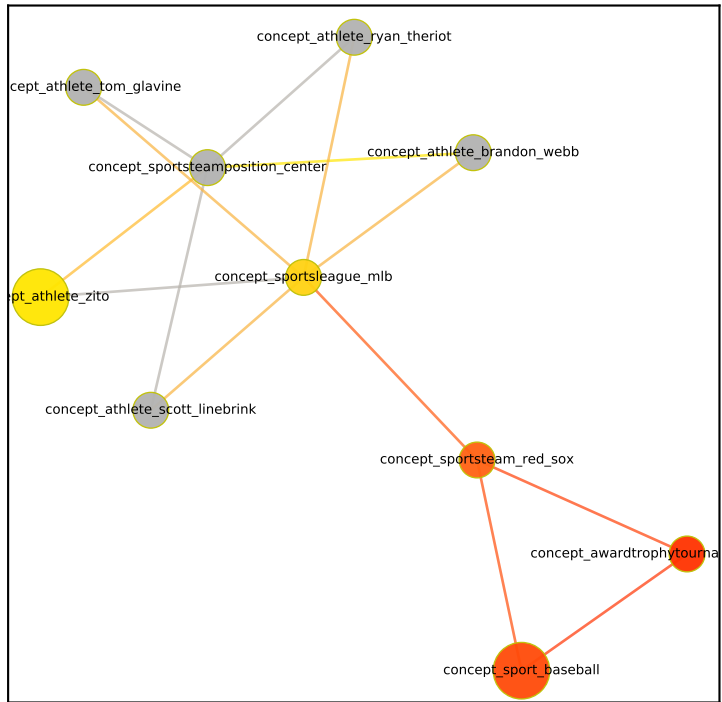 concept_athlete_ryan_theriot
cept_athlete_tom_glavine
concept_athlete_brandon_webb
concept_sportsteamposition_center
concept_sportsleague_mlb
ept_athlete_zito
concept_athlete_scott_linebrink
concept_sportsteam_red_sox
concept_awardtrophytourna
concept_sport_baseball